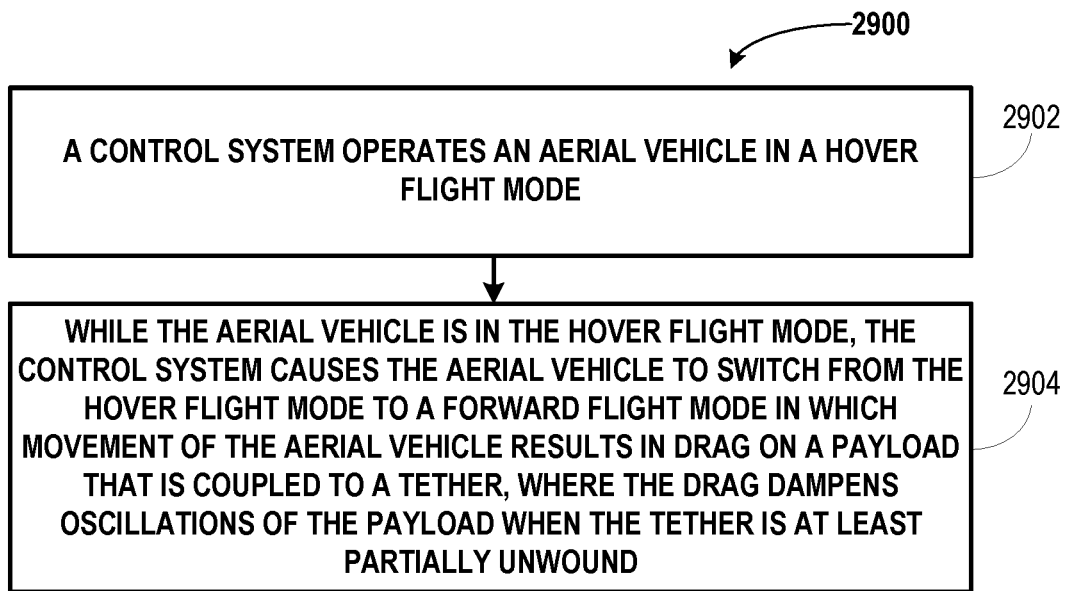 2900
A CONTROL SYSTEM OPERATES AN AERIAL VEHICLE IN A HOVER
FLIGHT MODE
2902
WHILE THE AERIAL VEHICLE IS IN THE HOVER FLIGHT MODE, THE
CONTROL SYSTEM CAUSES THE AERIAL VEHICLE TO SWITCH FROM THE
HOVER FLIGHT MODE TO A FORWARD FLIGHT MODE IN WHICH
MOVEMENT OF THE AERIAL VEHICLE RESULTS IN DRAG ON A PAYLOAD
THAT IS COUPLED TO A TETHER, WHERE THE DRAG DAMPENS
OSCILLATIONS OF THE PAYLOAD WHEN THE TETHER IS AT LEAST
PARTIALLY UNWOUND
2904